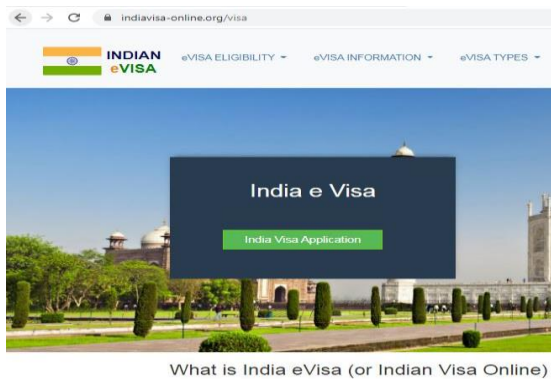 indiavisa-online.org/visa
INDIAN eVISA ELIGIBILITY eVISA INFORMATION eVISA TYPES
eVISA
India e Visa
India Visa Application
What is India eVisa (or Indian Visa Online)